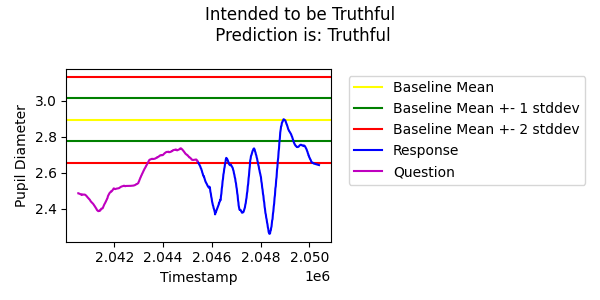 Intended to be Truthful
Prediction is: Truthful
Pupil Diameter
3.0
2.8
2.6
2.4
2.042
2.044
2.046
2.048
2.050
1e6
Timestamp
Baseline Mean
Baseline Mean +- 1 stddev
Baseline Mean +- 2 stddev
Response
Question